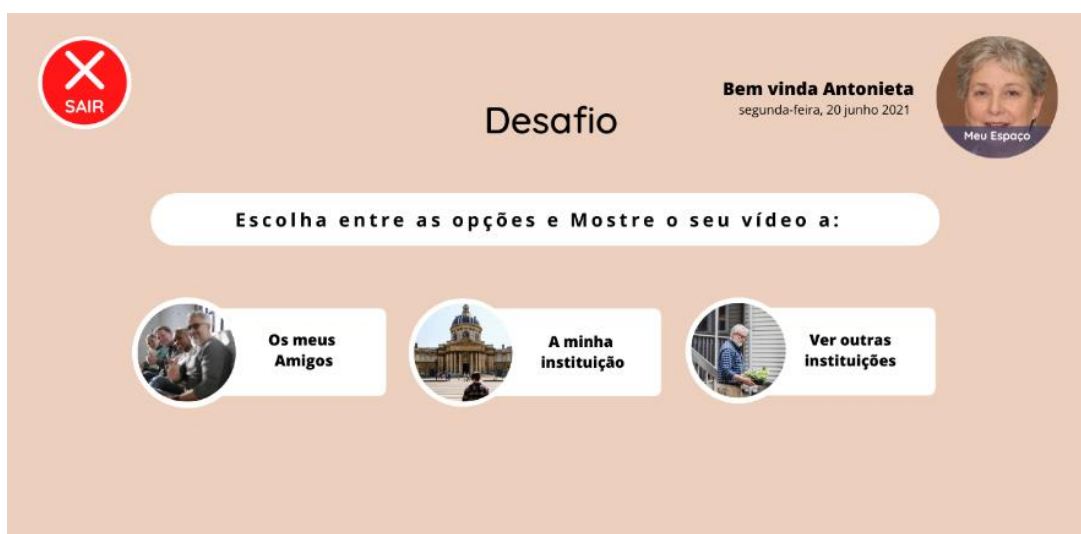 SAIR
Desafio
Bem vinda Antonieta
segunda-feira, 20 junho 2021
Meu Espaço
Escolha entre as opções e Mostre o seu vídeo a:
Os meus
Amigos
A minha
instituição
Ver outras
instituições